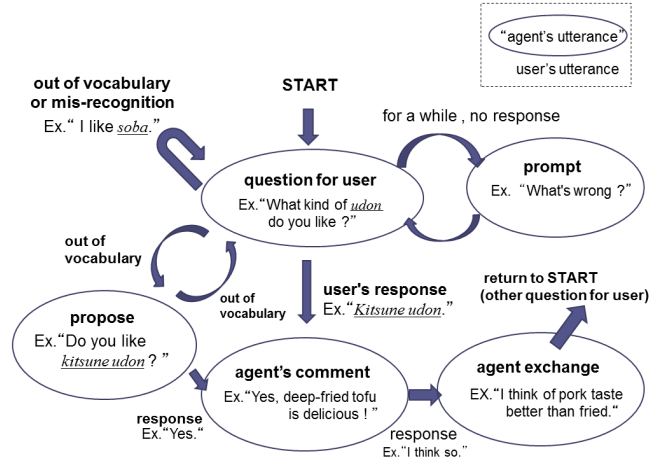 “agent’s utterance”
user’s utterance
out of vocabulary
or mis-recognition
Ex.“ I like soba.”
START
for a while , no response
question for user
Ex.“What kind of udon
do you like ?”
prompt
Ex. “What's wrong ?”
out of
vocabulary
out of
vocabulary
user's response
Ex.“Kitsune udon.”
return to START
(other question for user)
propose
Ex.“Do you like
kitsune udon ? ”
agent’s comment
Ex.“Yes, deep-fried tofu
is delicious ! ”
agent exchange
EX.“I think of pork taste
better than fried.“
response
Ex.“Yes.“
response
Ex.“I think so.”